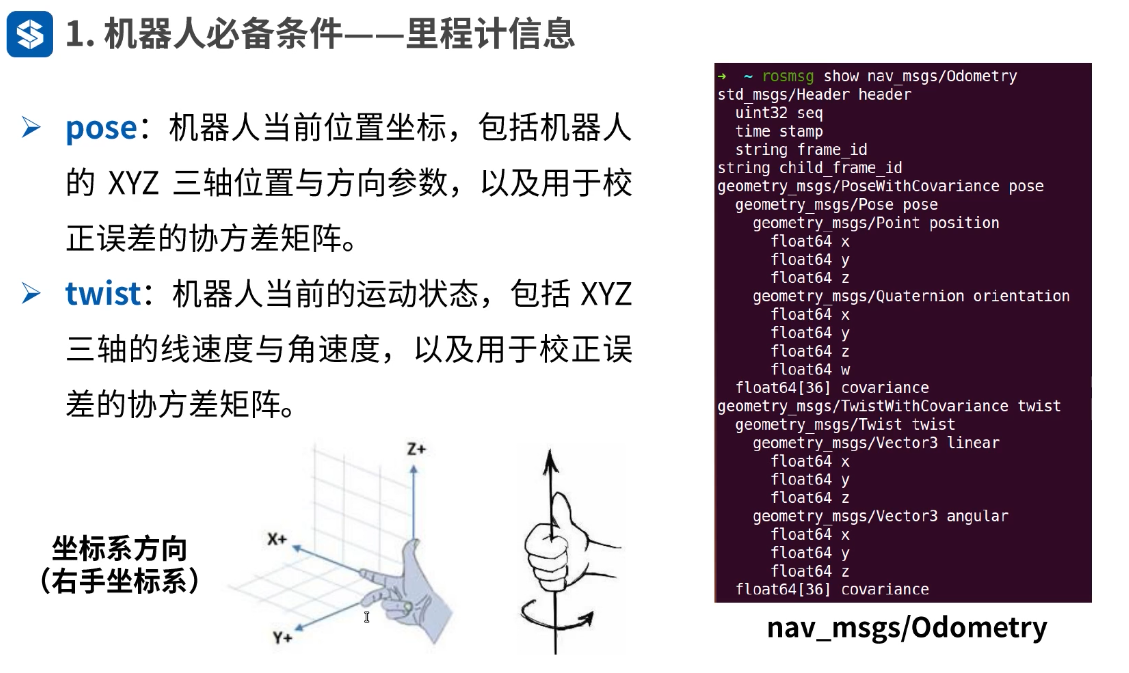 1. 机器人必备条件——里程计信息
pose：机器人当前位置坐标，包括机器人
的 XYZ 三轴位置与方向参数，以及用于校
正误差的协方差矩阵。
twist：机器人当前的运动状态，包括 XYZ
三轴的线速度与角速度，以及用于校正误
差的协方差矩阵。
坐标系方向
（右手坐标系）
Z+
X+
Y+
→ ~ rosmsg show nav_msgs/Odometry
std_msgs/Header header
  uint32 seq
  time stamp
  string frame_id
string child_frame_id
geometry_msgs/PoseWithCovariance pose
  geometry_msgs/Pose pose
    geometry_msgs/Point position
      float64 x
      float64 y
      float64 z
    geometry_msgs/Quaternion orientation
      float64 x
      float64 y
      float64 z
      float64 w
  float64[36] covariance
geometry_msgs/TwistWithCovariance twist
  geometry_msgs/Twist twist
    geometry_msgs/Vector3 linear
      float64 x
      float64 y
      float64 z
    geometry_msgs/Vector3 angular
      float64 x
      float64 y
      float64 z
  float64[36] covariance
nav_msgs/Odometry